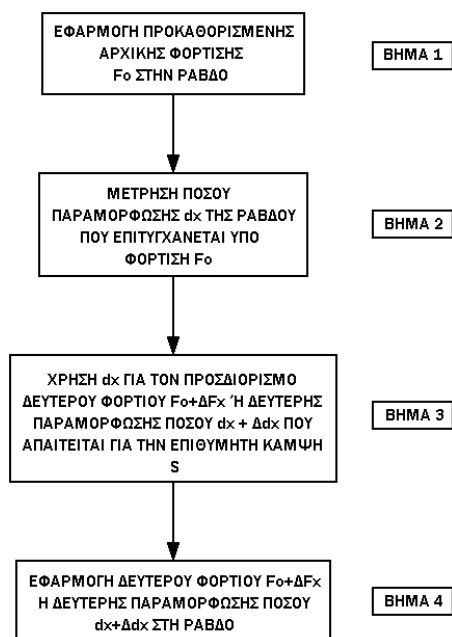 ΕΦΑΡΜΟΓΗ ΠΡΟΚΑΘΟΡΙΣΜΕΝΗΣ
ΑΡΧΙΚΗΣ ΦΟΡΤΙΣΗΣ
Fo ΣΤΗΝ ΡΑΒΔΟ
ΒΗΜΑ 1
ΜΕΤΡΗΣΗ ΠΟΣΟΥ
ΠΑΡΑΜΟΡΦΩΣΗΣ dx ΤΗΣ ΡΑΒΔΟΥ
ΠΟΥ ΕΠΙΤΥΓΧΑΝΕΤΑΙ ΥΠΟ
ΦΟΡΤΙΣΗ Fo
ΒΗΜΑ 2
ΧΡΗΣΗ dx ΓΙΑ ΤΟΝ ΠΡΟΣΔΙΟΡΙΣΜΟ
ΔΕΥΤΕΡΟΥ ΦΟΡΤΙΟΥ Fo+ΔFx Ή ΔΕΥΤΕΡΗΣ
ΠΑΡΑΜΟΡΦΩΣΗΣ ΠΟΣΟΥ dx + Δdx ΠΟΥ
ΑΠΑΙΤΕΙΤΑΙ ΓΙΑ ΤΗΝ ΕΠΙΘΥΜΗΤΗ ΚΑΜΨΗ
S
ΒΗΜΑ 3
ΕΦΑΡΜΟΓΗ ΔΕΥΤΕΡΟΥ ΦΟΡΤΙΟΥ Fo+ΔFx
Η ΔΕΥΤΕΡΗΣ ΠΑΡΑΜΟΡΦΩΣΗΣ ΠΟΣΟΥ
dx+Δdx ΣΤΗ ΡΑΒΔΟ
ΒΗΜΑ 4